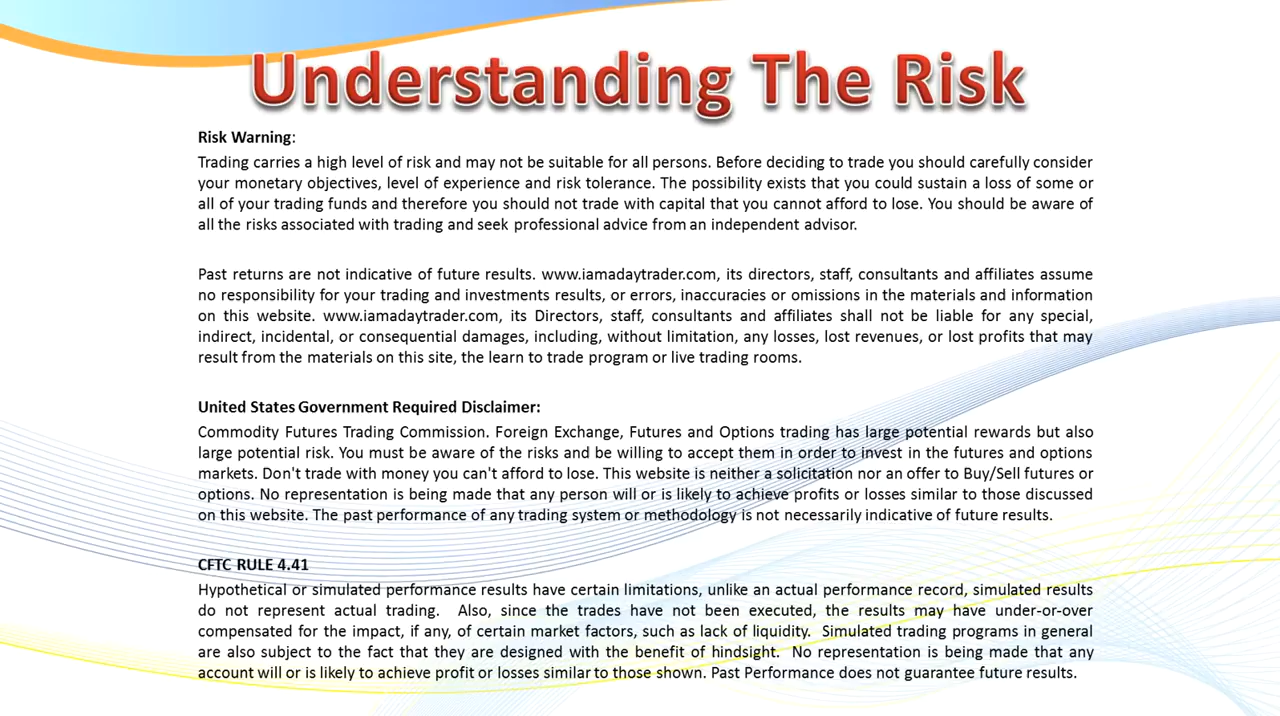 Understanding The Risk
Risk Warning:
Trading carries a high level of risk and may not be suitable for all persons. Before deciding to trade you should carefully consider
your monetary objectives, level of experience and risk tolerance. The possibility exists that you could sustain a loss of some or
all of your trading funds and therefore you should not trade with capital that you cannot afford to lose. You should be aware of
all the risks associated with trading and seek professional advice from an independent advisor.
Past returns are not indicative of future results. www.iamadaytrader.com, its directors, staff, consultants and affiliates assume
no responsibility for your trading and investments results, or errors, inaccuracies or omissions in the materials and information
on this website. www.iamadaytrader.com, its Directors, staff, consultants and affiliates shall not be liable for any special,
indirect, incidental, or consequential damages, including, without limitation, any losses, lost revenues, or lost profits that may
result from the materials on this site, the learn to trade program or live trading rooms.
United States Government Required Disclaimer:
Commodity Futures Trading Commission. Foreign Exchange, Futures and Options trading has large potential rewards but also
large potential risk. You must be aware of the risks and be willing to accept them in order to invest in the futures and options
markets. Don't trade with money you can't afford to lose. This website is neither a solicitation nor an offer to Buy/Sell futures or
options. No representation is being made that any person will or is likely to achieve profits or losses similar to those discussed
on this website. The past performance of any trading system or methodology is not necessarily indicative of future results.
CFTC RULE 4.41
Hypothetical or simulated performance results have certain limitations, unlike an actual performance record, simulated results
do not represent actual trading. Also, since the trades have not been executed, the results may have under-or-over
compensated for the impact, if any, of certain market factors, such as lack of liquidity. Simulated trading programs in general
are also subject to the fact that they are designed with the benefit of hindsight. No representation is being made that any
account will or is likely to achieve profit or losses similar to those shown. Past Performance does not guarantee future results.